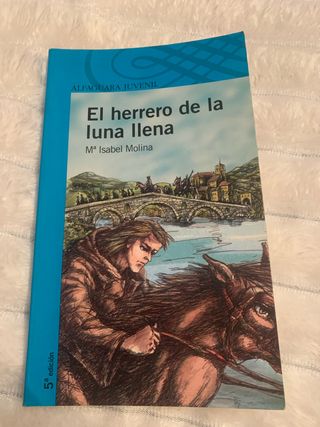 ALFAGUARA JUVENIL
El herrero de la
luna llena
Mª Isabel Molina
5ª edición